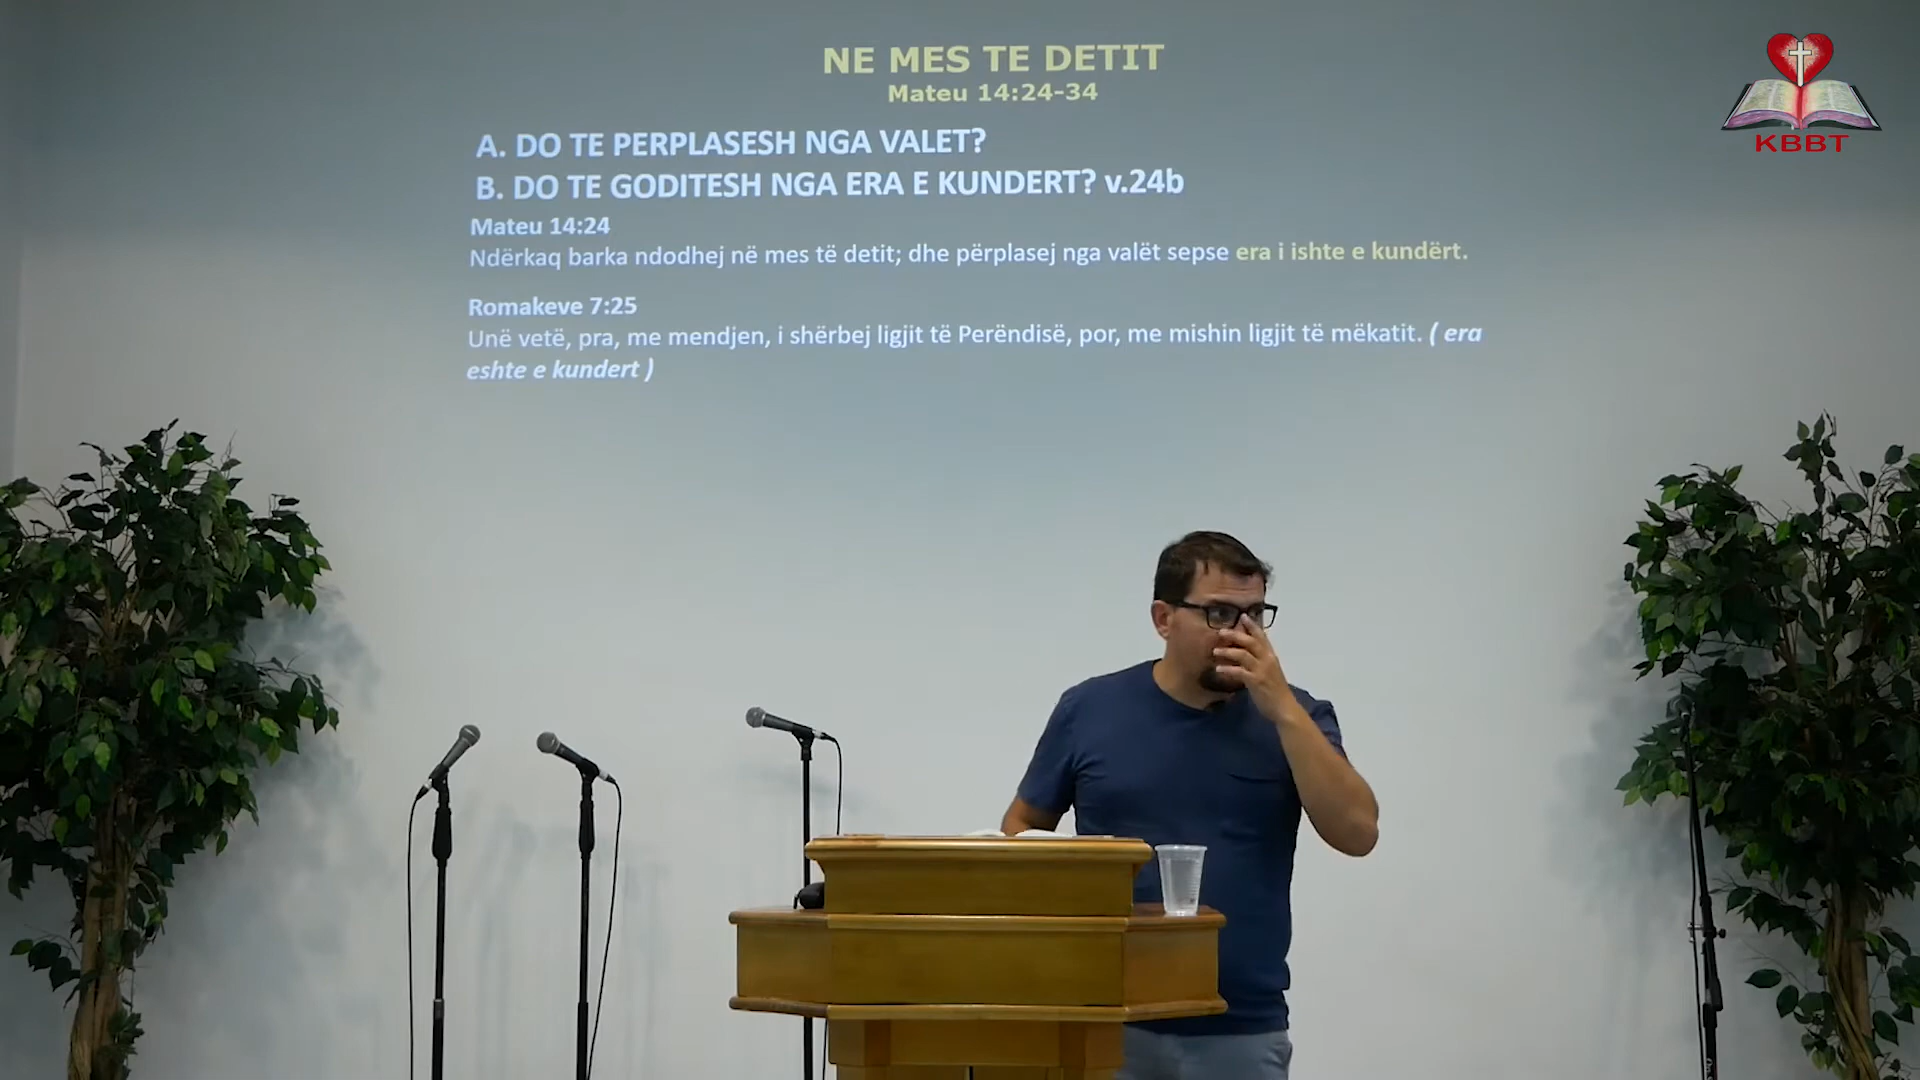 NE MES TE DETIT
Mateu 14:24-34
KBBT
A. DO TE PERPLASESH NGA VALET?
B. DO TE GODITESH NGA ERA E KUNDERT? v.24b
Mateu 14:24
Ndërkaq barka ndodhej në mes të detit; dhe përplasej nga valët sepse era i ishte e kundërt.
Romakeve 7:25
Unë vetë, pra, me mendjen, i shërbej ligjit të Perëndisë, por, me mishin ligjit të mëkatit. ( era
eshte e kundert )